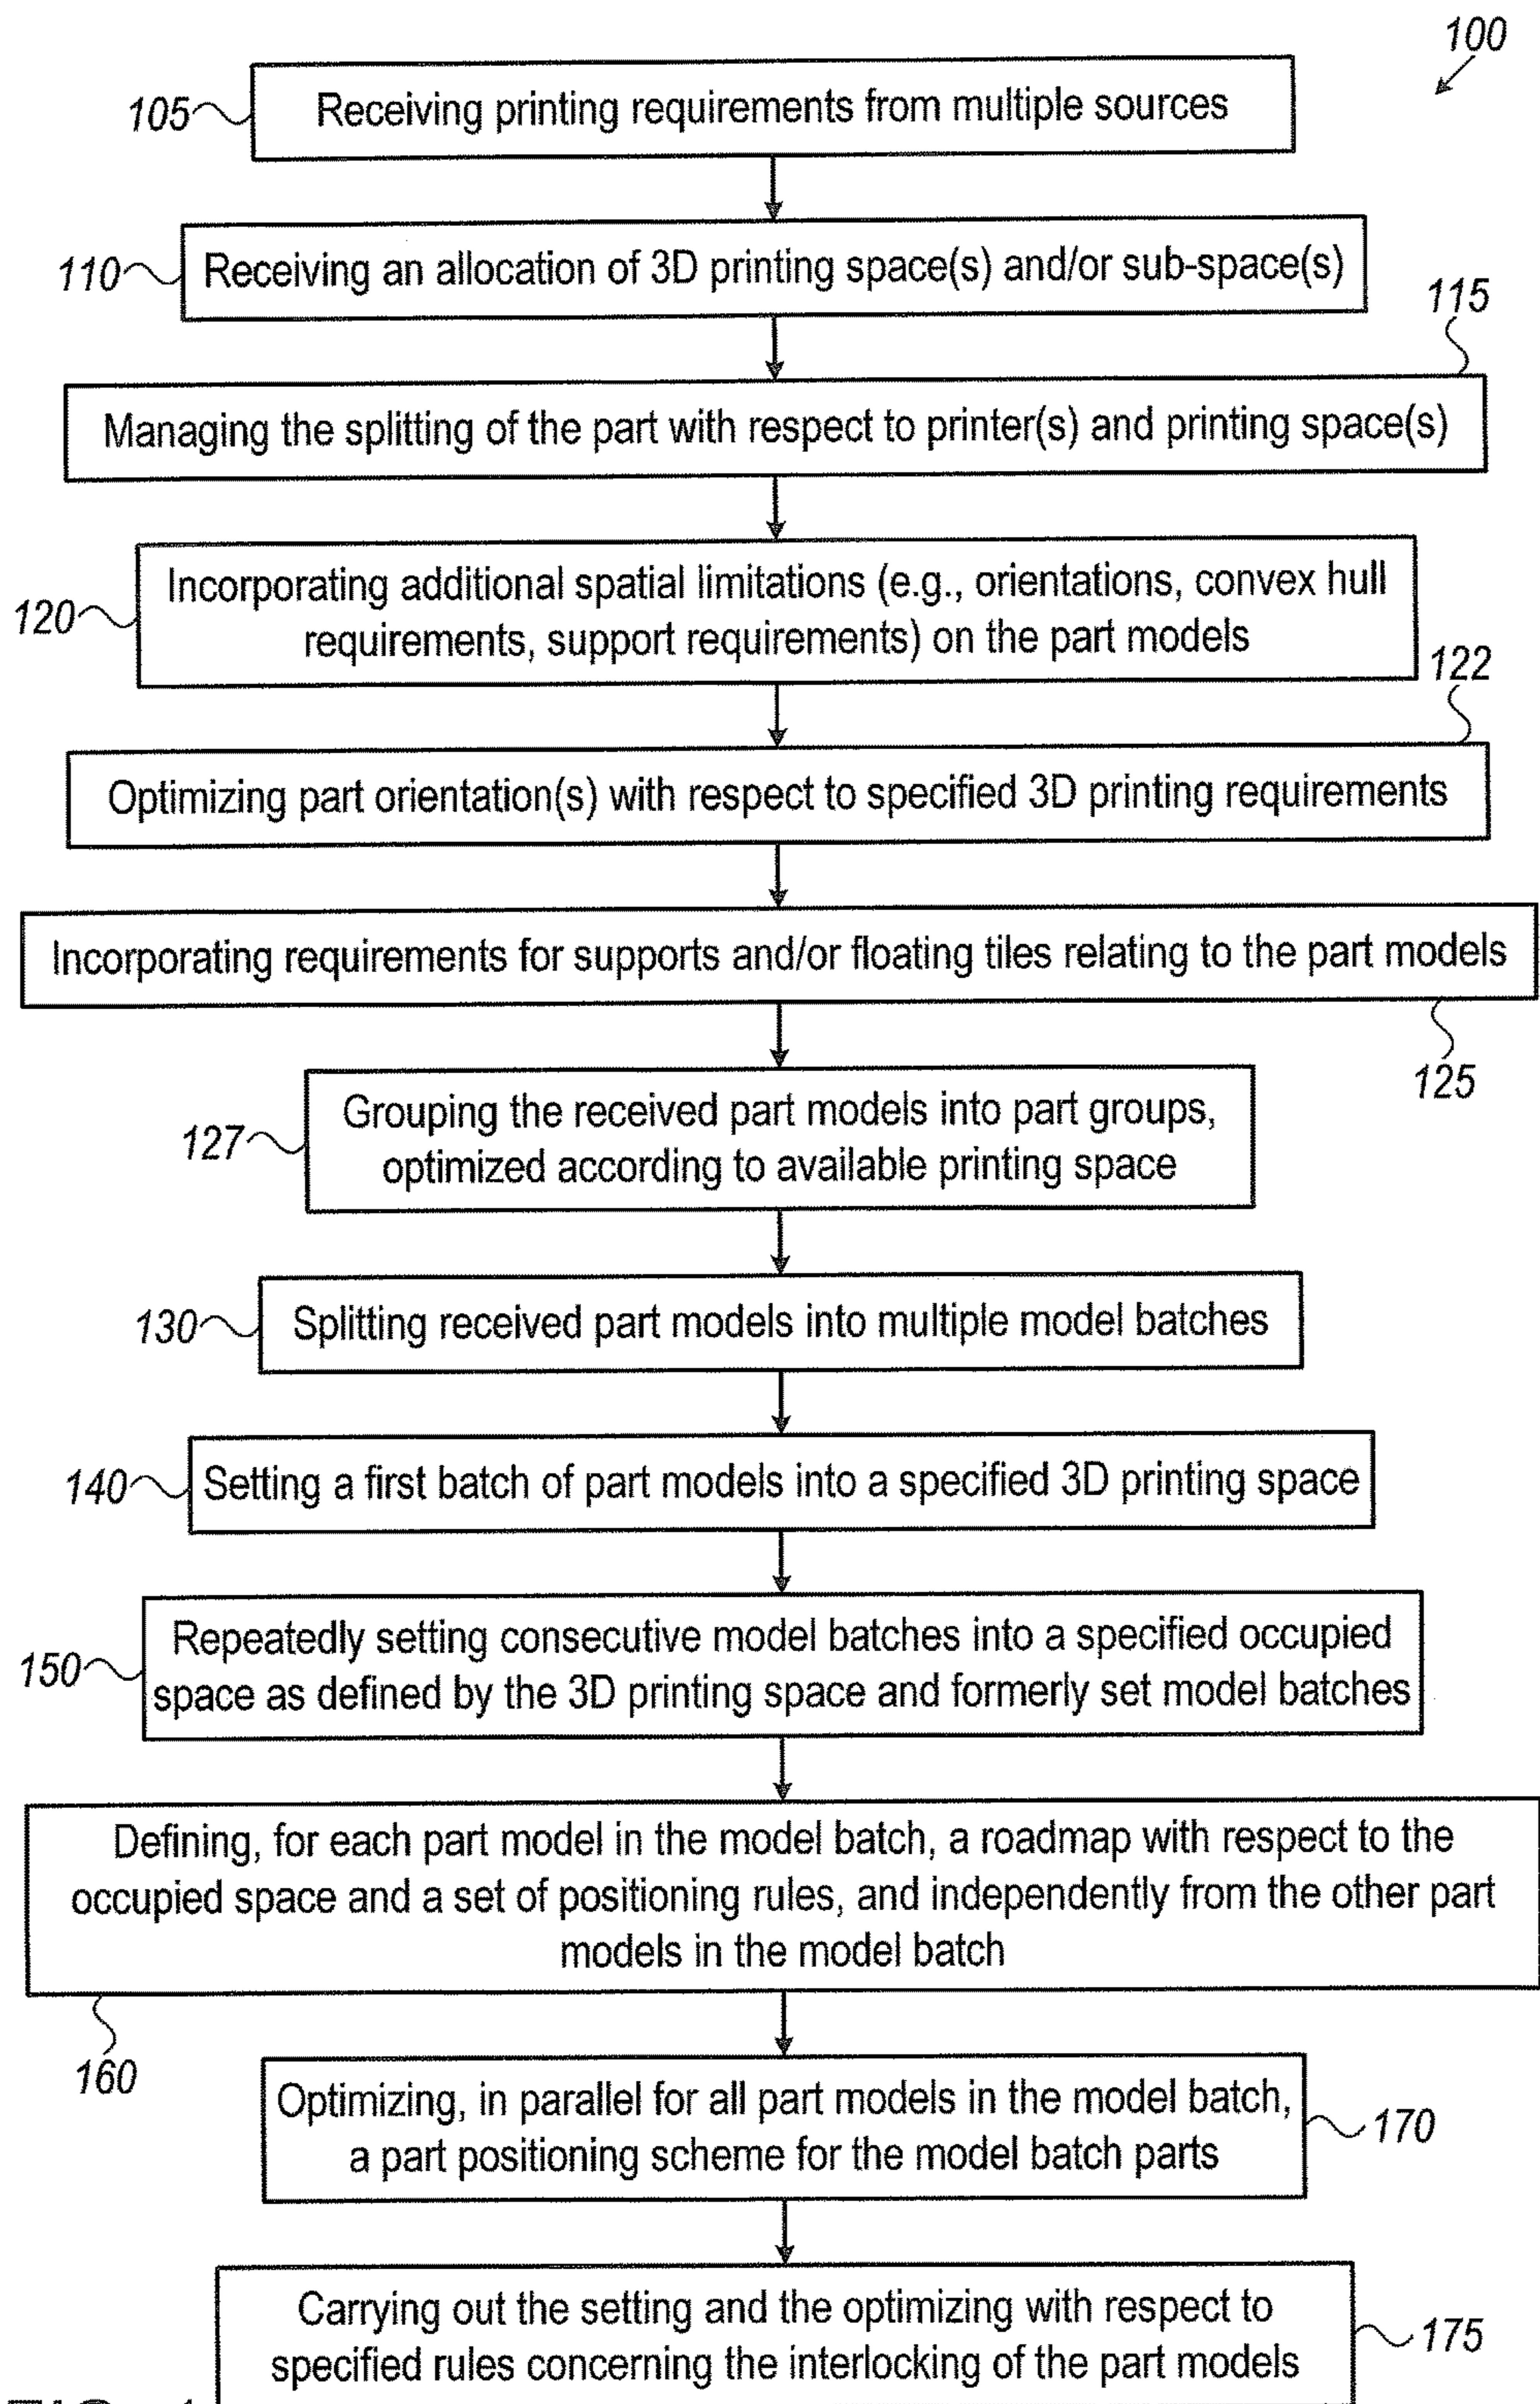 100
105
Receiving printing requirements from multiple sources
110
Receiving an allocation of 3D printing space(s) and/or sub-space(s)
115
Managing the splitting of the part with respect to printer(s) and printing space(s)
120
Incorporating additional spatial limitations (e.g., orientations, convex hull
requirements, support requirements) on the part models
122
Optimizing part orientation(s) with respect to specified 3D printing requirements
Incorporating requirements for supports and/or floating tiles relating to the part models
125
127
Grouping the received part models into part groups,
optimized according to available printing space
130
Splitting received part models into multiple model batches
140
Setting a first batch of part models into a specified 3D printing space
150
Repeatedly setting consecutive model batches into a specified occupied
space as defined by the 3D printing space and formerly set model batches
Defining, for each part model in the model batch, a roadmap with respect to the
occupied space and a set of positioning rules, and independently from the other part
models in the model batch
160
Optimizing, in parallel for all part models in the model batch,
a part positioning scheme for the model batch parts
170
Carrying out the setting and the optimizing with respect to
specified rules concerning the interlocking of the part models
175